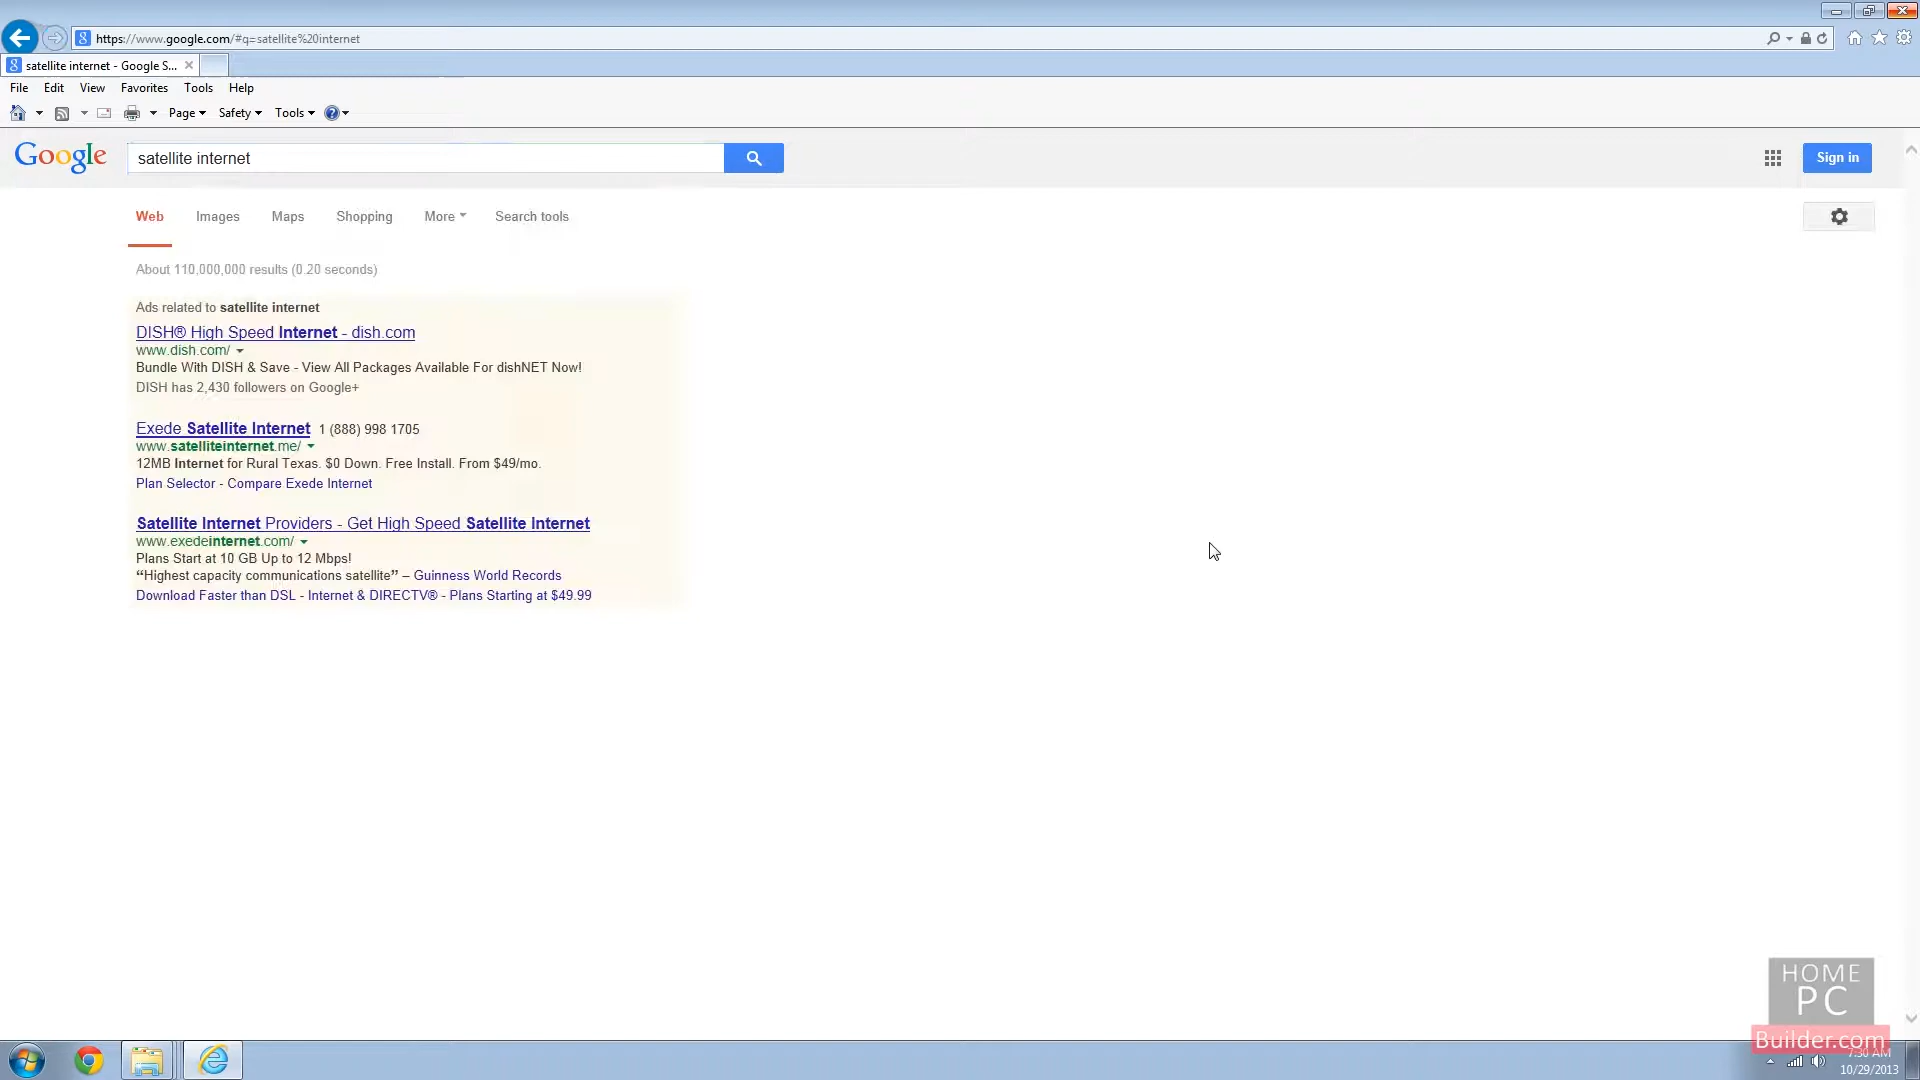 https://www.google.com/#q=satellite%20internet
satellite internet - Google S...
File Edit View Favorites Tools Help
Page Safety Tools
Google
satellite internet
Sign in
Web Images Maps Shopping More Search tools
About 110,000,000 results (0.20 seconds)
Ads related to satellite internet
DISH® High Speed Internet - dish.com
www.dish.com/
Bundle With DISH & Save - View All Packages Available For dishNET Now!
DISH has 2,430 followers on Google+
Exede Satellite Internet 1 (888) 998 1705
www.satelliteinternet.me/
12MB Internet for Rural Texas. $0 Down. Free Install. From $49/mo.
Plan Selector - Compare Exede Internet
Satellite Internet Providers - Get High Speed Satellite Internet
www.exedeinternet.com/
Plans Start at 10 GB Up to 12 Mbps!
“Highest capacity communications satellite” – Guinness World Records
Download Faster than DSL - Internet & DIRECTV® - Plans Starting at $49.99
HOME
PC
Builder.com
7:30 AM
10/29/2013